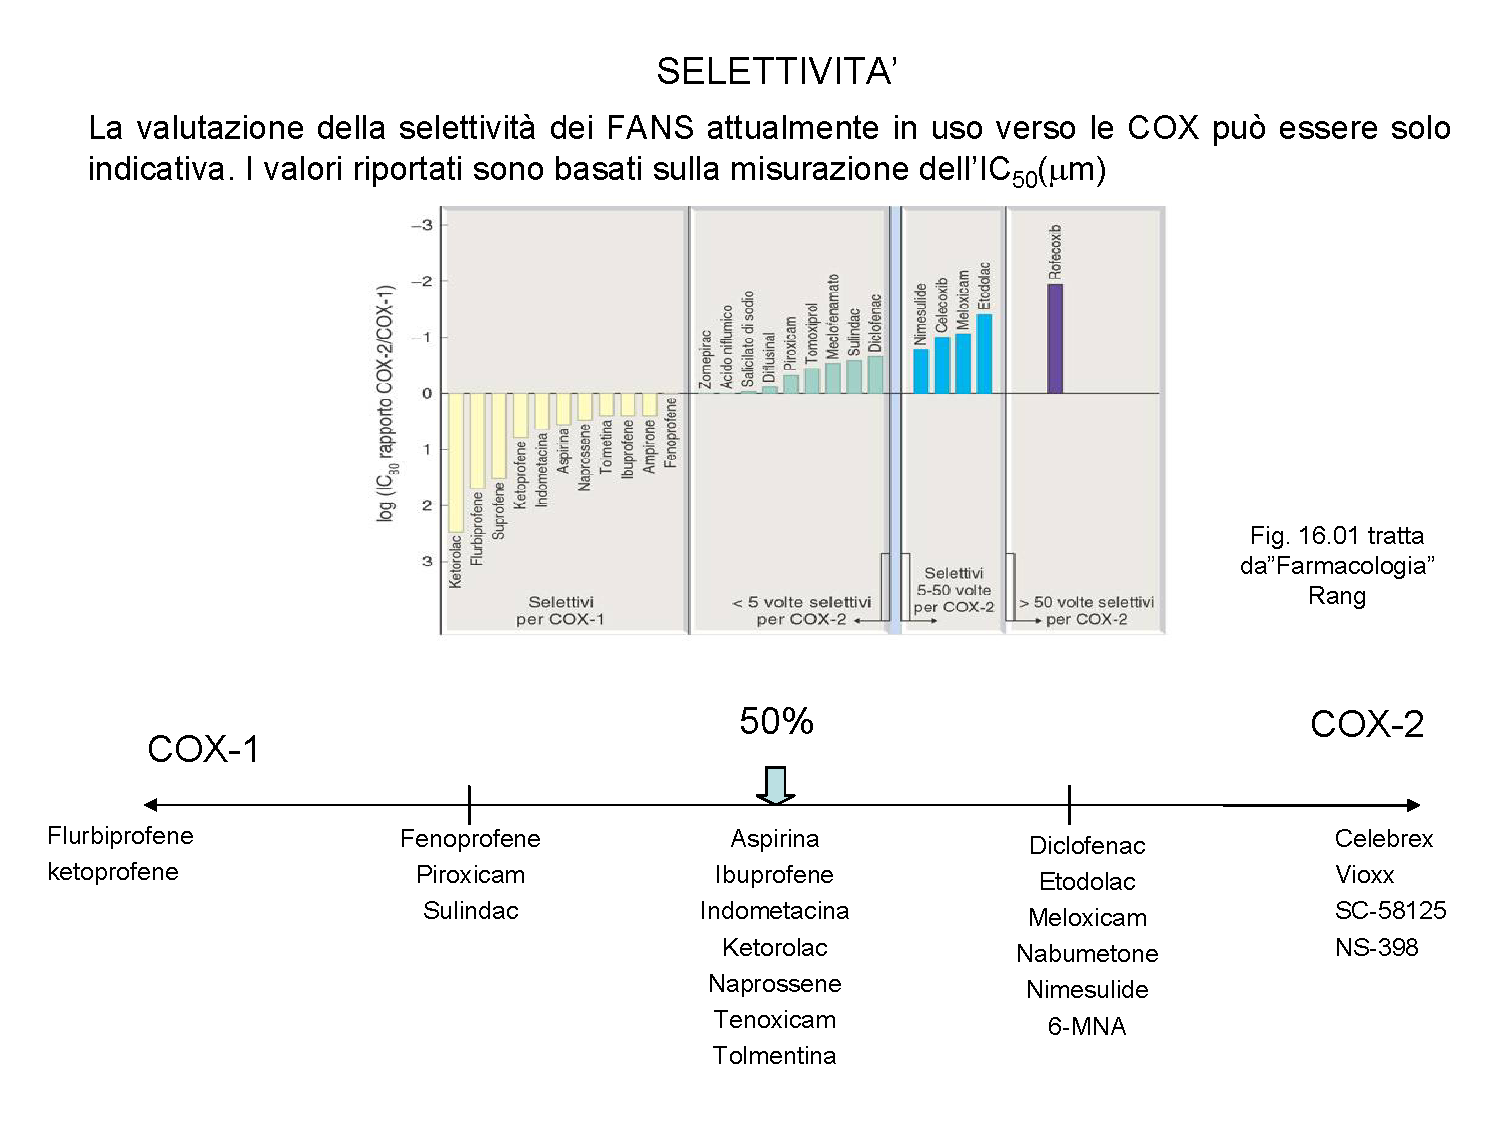 SELETTIVITA’
La valutazione della selettività dei FANS attualmente in uso verso le COX può essere solo
indicativa. I valori riportati sono basati sulla misurazione dell’IC50(μm)
–3
–2
–1
0
1
2
3
log (IC80 rapporto COX-2/COX-1)
Ketorolac
Flurbiprofene
Suprofene
Ketoprofene
Indometacina
Aspirina
Naprossene
Tolmetina
Ibuprofene
Ampirone
Fenoprofene
Zomepirac
Acido niflumico
Salicilato di sodio
Diflusinal
Piroxicam
Tomoxiprol
Meclofenamato
Sulindac
Diclofenac
Nimesulide
Celecoxib
Meloxicam
Etodolac
Rofecoxib
Selettivi
per COX-1
< 5 volte selettivi
per COX-2
Selettivi
5-50 volte
per COX-2
> 50 volte selettivi
per COX-2
Fig. 16.01 tratta
da”Farmacologia”
Rang
COX-1
50%
COX-2
Flurbiprofene
ketoprofene
Fenoprofene
Piroxicam
Sulindac
Aspirina
Ibuprofene
Indometacina
Ketorolac
Naprossene
Tenoxicam
Tolmentina
Diclofenac
Etodolac
Meloxicam
Nabumetone
Nimesulide
6-MNA
Celebrex
Vioxx
SC-58125
NS-398